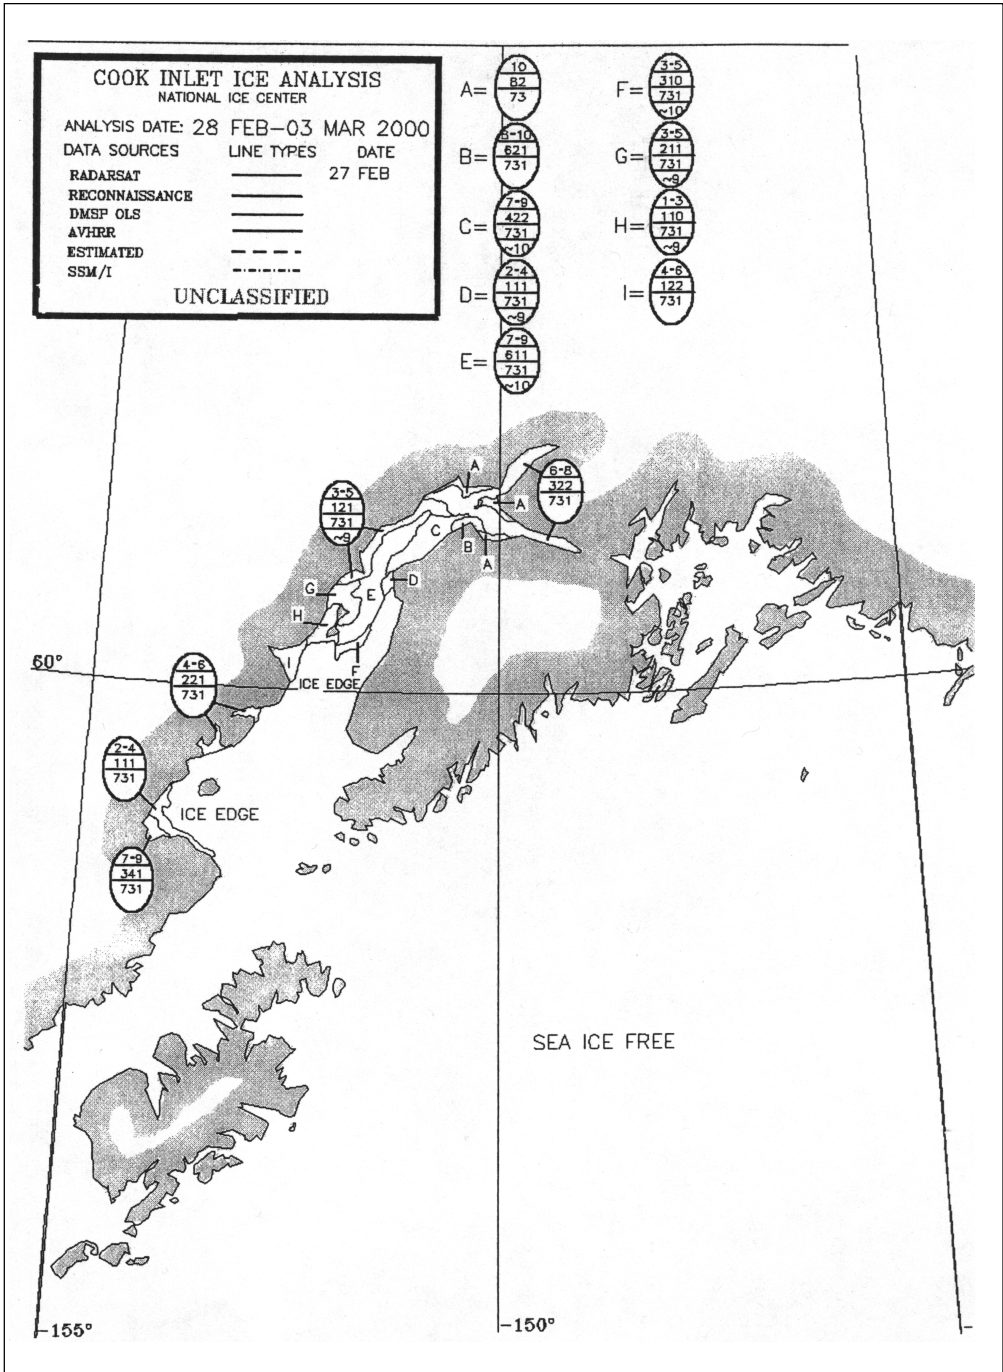 COOK INLET ICE ANALYSIS
NATIONAL ICE CENTER
ANALYSIS DATE: 28 FEB-03 MAR 2000
DATA SOURCES LINE TYPES DATE
RADARSAT 27 FEB
RECONNAISSANCE
DMSP OLS
AVHRR
ESTIMATED
SSM/I
UNCLASSIFIED
A=
10
82
73
B=
8-10
621
731
C=
7-9
422
731
~10
D=
2-4
111
731
~9
E=
7-9
611
731
~10
F=
3-5
310
731
~10
G=
3-5
211
731
~9
H=
1-3
110
731
~9
I=
4-6
122
731
A
6-8
322
731
3-5
121
731
~9
A
C
B
A
D
G
E
H
I
F
60°
ICE EDGE
4-6
221
731
2-4
111
731
ICE EDGE
7-9
341
731
SEA ICE FREE
-155°
-150°